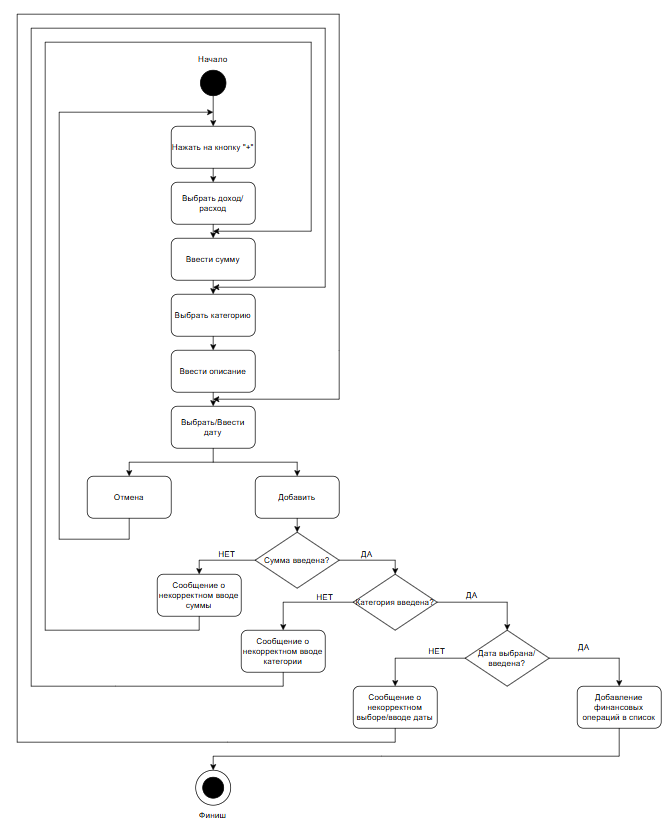 Начало
Нажать на кнопку "+"
Выбрать доход/
расход
Ввести сумму
Выбрать категорию
Ввести описание
Выбрать/Ввести
дату
Отмена
Добавить
Сумма введена?
НЕТ
ДА
Сообщение о
некорректном вводе
суммы
Категория введена?
НЕТ
ДА
Сообщение о
некорректном вводе
категории
Дата выбрана/
введена?
НЕТ
ДА
Сообщение о
некорректном
выборе/вводе даты
Добавление
финансовых
операций в список
Финиш